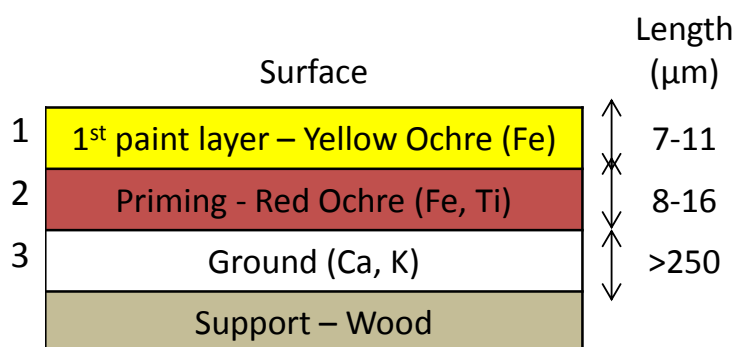 Length
(µm)
Surface
1 1st paint layer – Yellow Ochre (Fe) 7-11
2 Priming - Red Ochre (Fe, Ti) 8-16
3 Ground (Ca, K) >250
Support – Wood